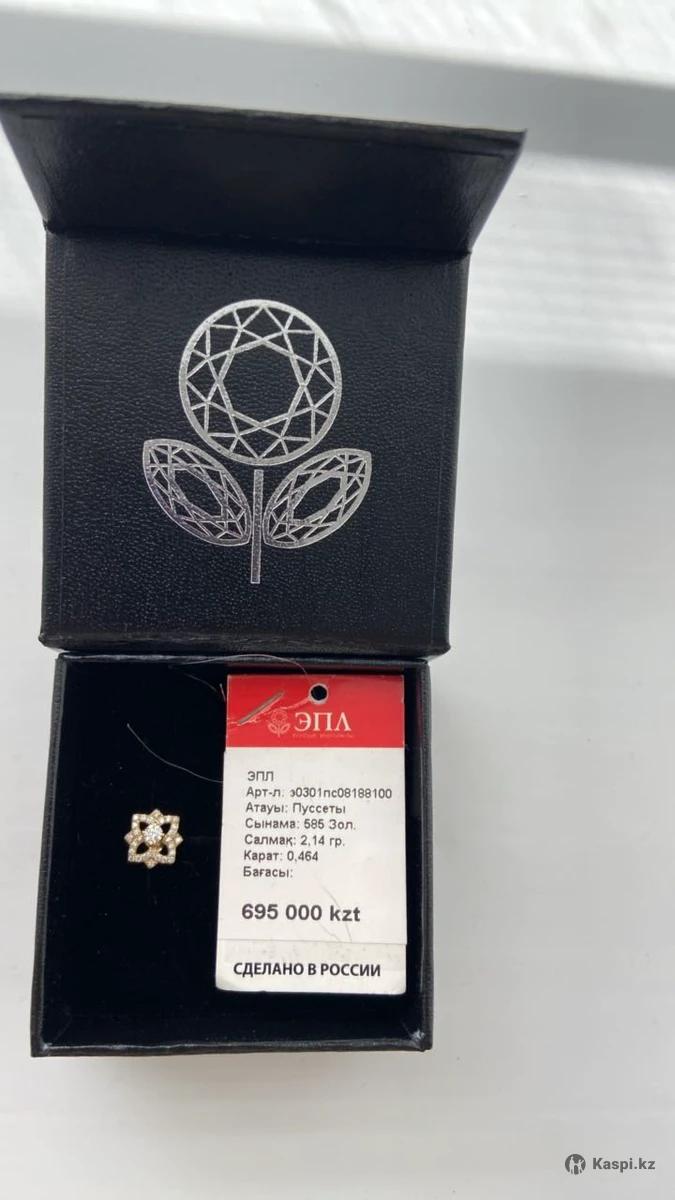 ЭПЛ
ЭПЛ
Арт-л: э0301пс08188100
Атауы: Пуссеты
Сынама: 585 Зол.
Салмақ: 2,14 гр.
Карат: 0,464
Бағасы:
695 000 kzt
СДЕЛАНО В РОССИИ
Kaspi.kz